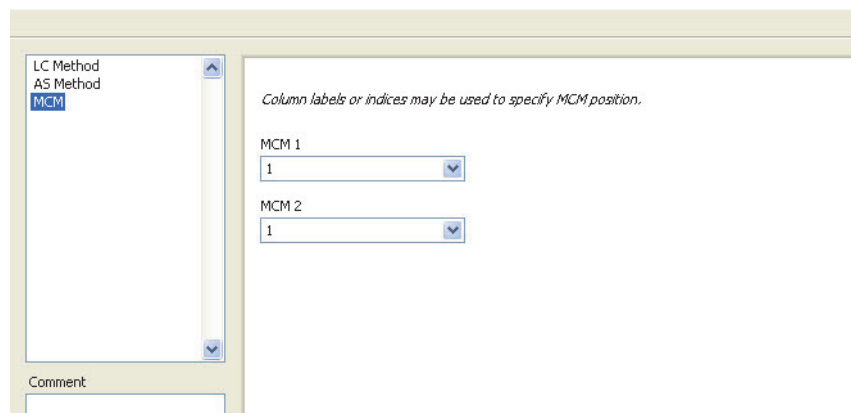 LC Method
AS Method
MCM
Column labels or indices may be used to specify MCM position.
MCM 1
1
MCM 2
1
Comment